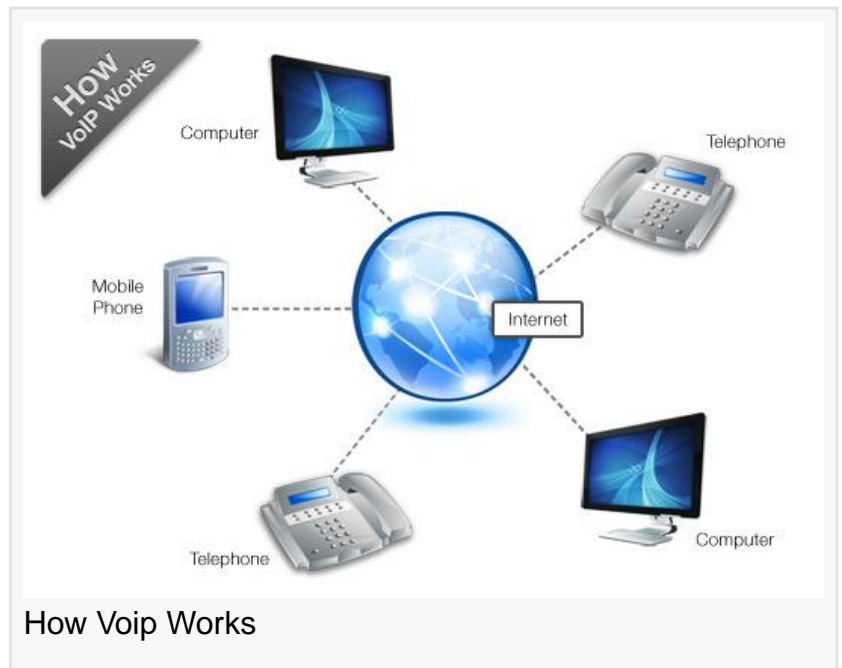 How
VoIP Works
Computer
Telephone
Mobile
Phone
Internet
Telephone
Computer
How Voip Works